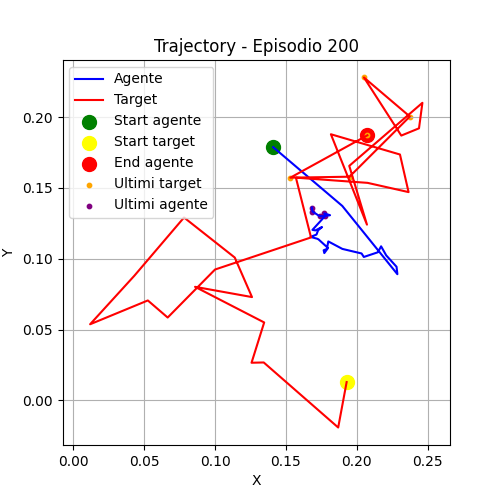 Trajectory - Episodio 200
Agente
Target
Start agente
Start target
End agente
Ultimi target
Ultimi agente
Y
0.20
0.15
0.10
0.05
0.00
0.00 0.05 0.10 0.15 0.20 0.25
X